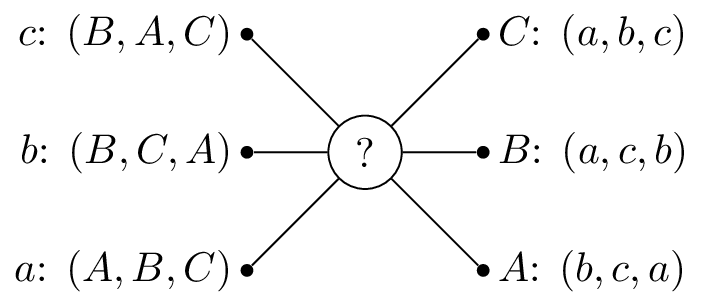 c: (B, A, C) C: (a, b, c)
b: (B, C, A) ? B: (a, c, b)
a: (A, B, C) A: (b, c, a)